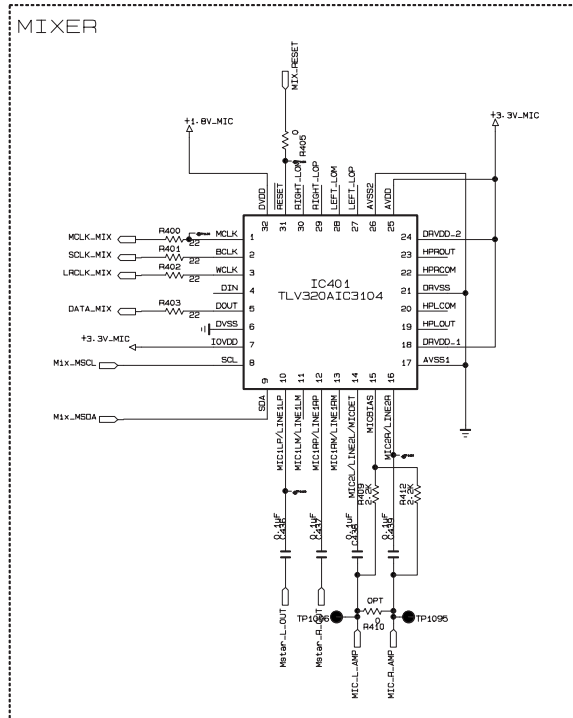 MIXER
MIX_RESET
+1.8V_MIC
+3.3V_MIC
0
R405
DVDD
RESET
RIGHT_LOM
RIGHT_LOP
LEFT_LOM
LEFT_LOP
AVSS2
AVDD
32
31
30
29
28
27
26
25
MCLK_MIX
R400
22
MCLK
1
SCLK_MIX
R401
22
BCLK
2
LRCLK_MIX
R402
22
WCLK
3
DIN
4
DATA_MIX
R403
22
DOUT
5
DVSS
6
+3.3V_MIC
IOVDD
7
Mix_MSCL
SCL
8
IC401
TLV320AIC3104
24
DRVDD_2
23
HPROUT
22
HPRCOM
21
DRVSS
20
HPLCOM
19
HPLOUT
18
DRVDD_1
17
AVSS1
9
10
11
12
13
14
15
16
Mix_MSDA
SDA
MIC1LP/LINE1LP
MIC1LM/LINE1LM
MIC1RP/LINE1RP
MIC1RM/LINE1RM
MIC2L/LINE2L/MICDET
MICBIAS
MIC2R/LINE2R
R409
2.2K
R412
2.2K
0.1uF
C436
0.1uF
C437
0.1uF
C438
0.1uF
C439
OPT
0
R410
TP1095
Mstar_L_OUT
Mstar_R_OUT
MIC_L_AMP
MIC_R_AMP